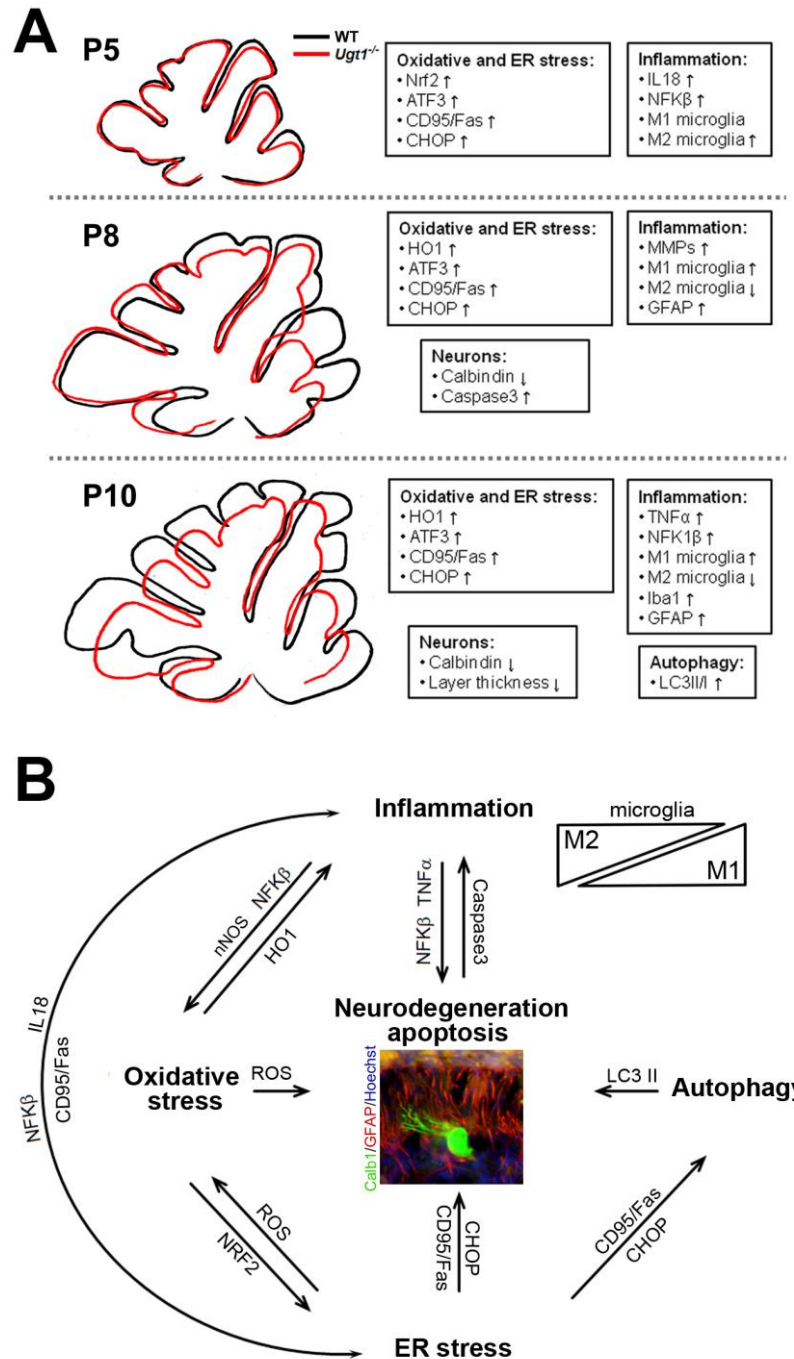 A
P5
WT
Ugt1-/-
Oxidative and ER stress:
• Nrf2 ↑
• ATF3 ↑
• CD95/Fas ↑
• CHOP ↑
Inflammation:
• IL18 ↑
• NFKβ ↑
• M1 microglia
• M2 microglia ↑
P8
Oxidative and ER stress:
• HO1 ↑
• ATF3 ↑
• CD95/Fas ↑
• CHOP ↑
Inflammation:
• MMPs ↑
• M1 microglia ↑
• M2 microglia ↓
• GFAP ↑
Neurons:
• Calbindin ↓
• Caspase3 ↑
P10
Oxidative and ER stress:
• HO1 ↑
• ATF3 ↑
• CD95/Fas ↑
• CHOP ↑
Inflammation:
• TNFα ↑
• NFK1β ↑
• M1 microglia ↑
• M2 microglia ↓
• Iba1 ↑
• GFAP ↑
Neurons:
• Calbindin ↓
• Layer thickness ↓
Autophagy:
• LC3II/I ↑
B
Inflammation
microglia
M2
M1
nNOS NFKβ
HO1
NFKβ TNFα
Caspase3
Neurodegeneration
apoptosis
IL18
NFKβ
CD95/Fas
Oxidative
stress
ROS
Calb1/GFAP/Hoechst
LC3 II
Autophagy
ROS
NRF2
CD95/Fas
CHOP
CD95/Fas
CHOP
ER stress